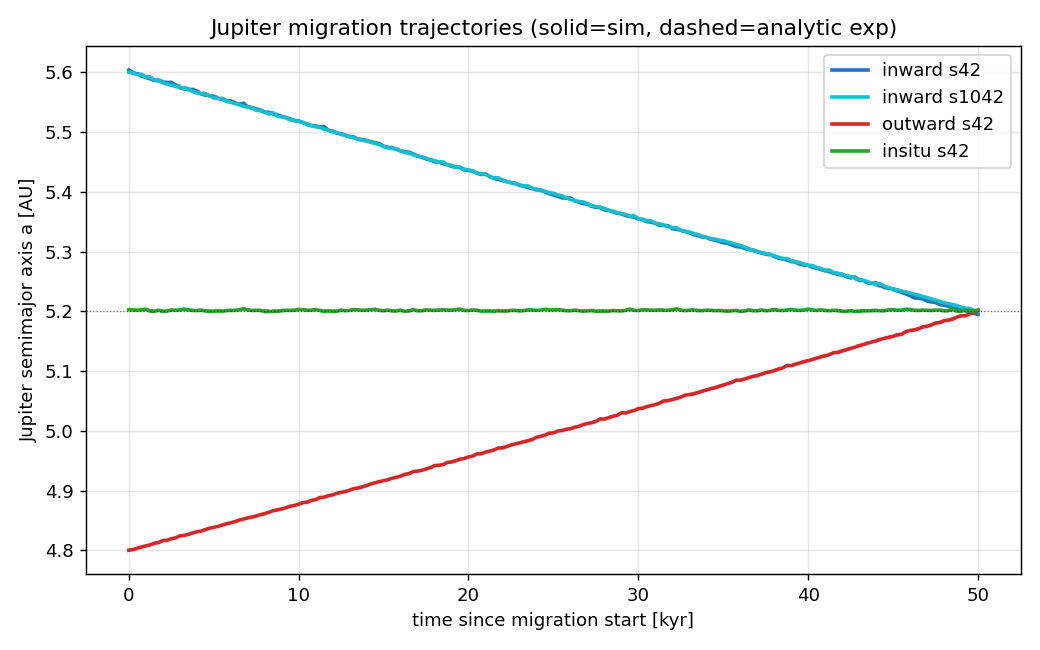 Jupiter migration trajectories (solid=sim, dashed=analytic exp)
inward s42
inward s1042
outward s42
insitu s42
Jupiter semimajor axis a [AU]
5.6
5.5
5.4
5.3
5.2
5.1
5.0
4.9
4.8
0 10 20 30 40 50
time since migration start [kyr]